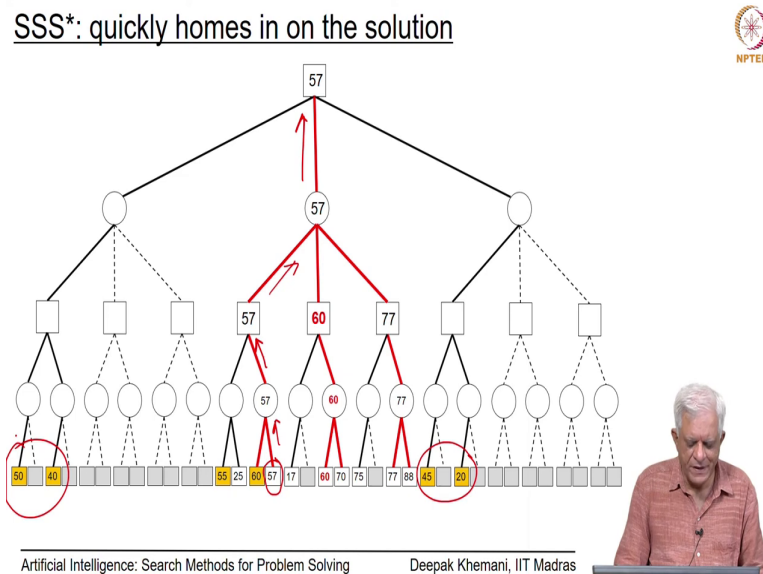 SSS*: quickly homes in on the solution
NPTEL
57
57
57 60 77
57 60 77
50 40 55 25 60 57 17 60 70 75 77 88 45 20
Artificial Intelligence: Search Methods for Problem Solving Deepak Khemani, IIT Madras